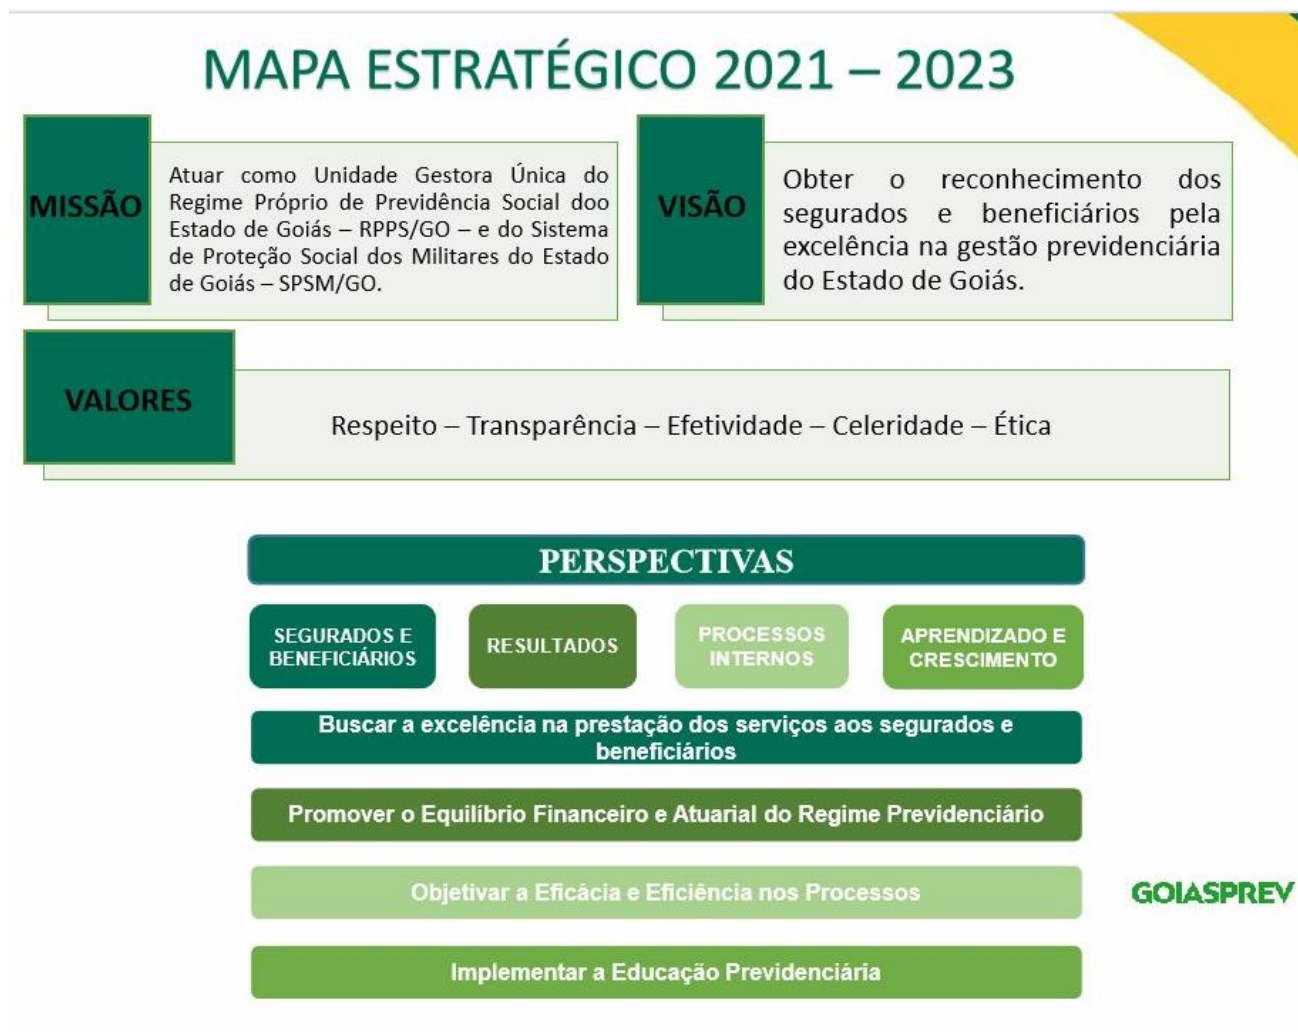 MAPA ESTRATÉGICO 2021 – 2023
MISSÃO
Atuar como Unidade Gestora Única do
Regime Próprio de Previdência Social doo
Estado de Goiás – RPPS/GO – e do Sistema
de Proteção Social dos Militares do Estado
de Goiás – SPSM/GO.
VISÃO
Obter o reconhecimento dos
segurados e beneficiários pela
excelência na gestão previdenciária
do Estado de Goiás.
VALORES
Respeito – Transparência – Efetividade – Celeridade – Ética
PERSPECTIVAS
SEGURADOS E
BENEFICIÁRIOS
RESULTADOS
PROCESSOS
INTERNOS
APRENDIZADO E
CRESCIMENTO
Buscar a excelência na prestação dos serviços aos segurados e
beneficiários
Promover o Equilíbrio Financeiro e Atuarial do Regime Previdenciário
Objetivar a Eficácia e Eficiência nos Processos
GOIASPREV
Implementar a Educação Previdenciária